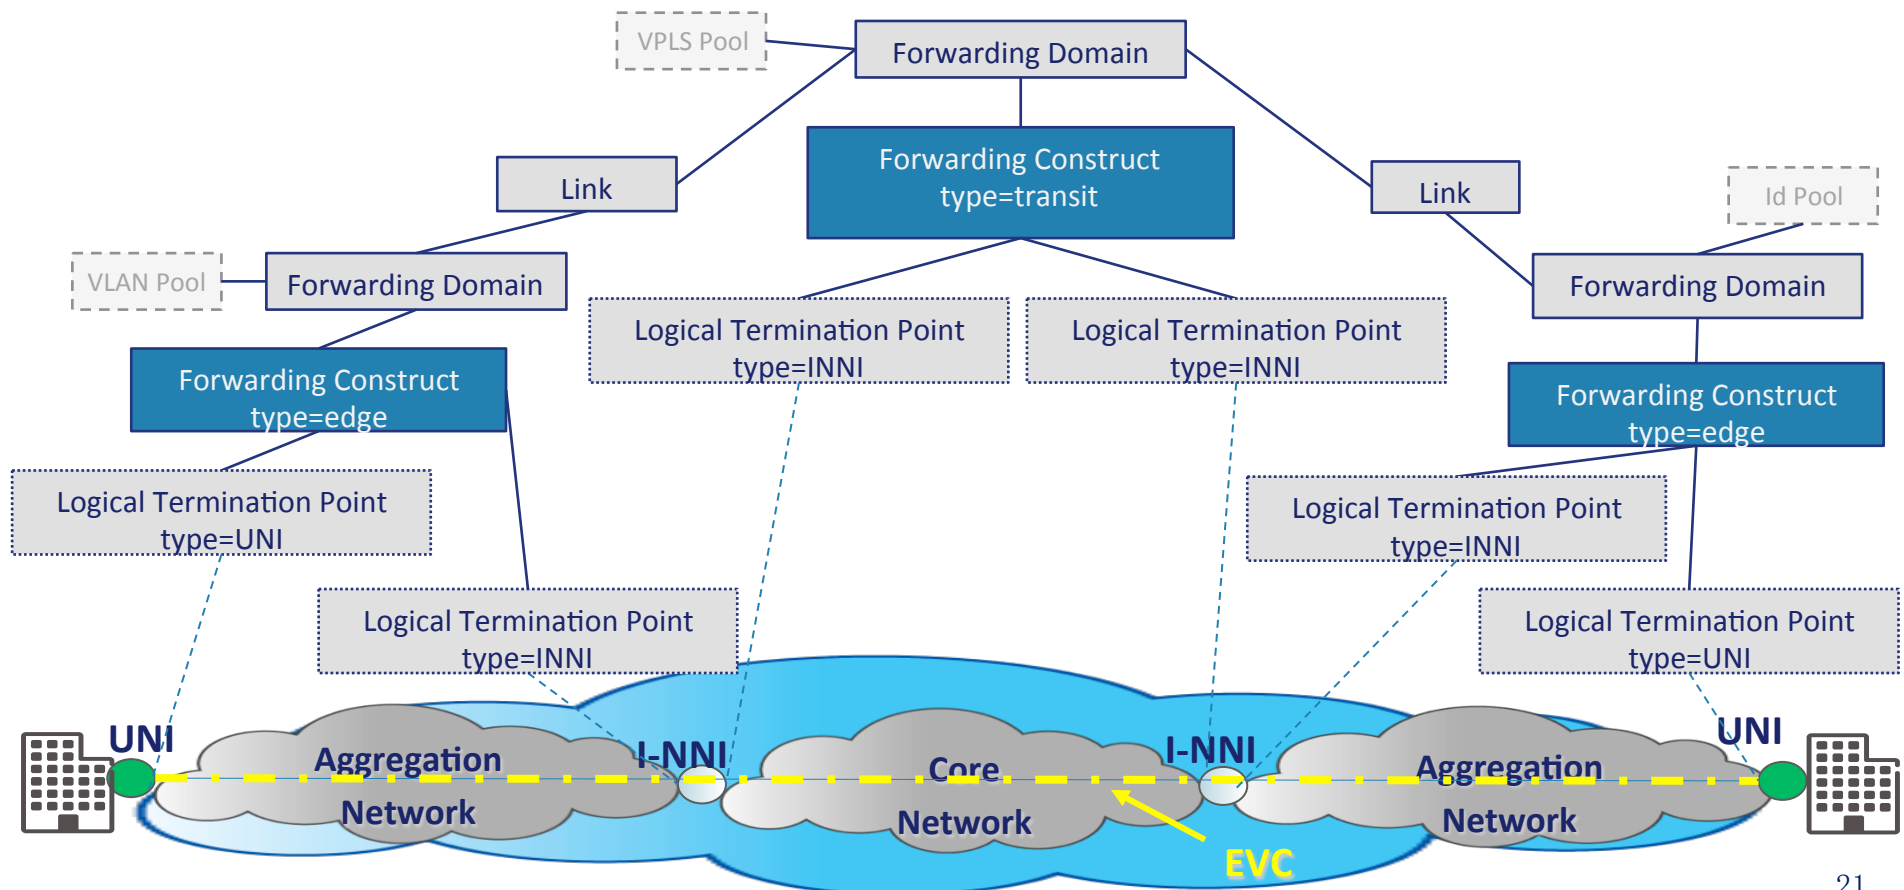 VPLS Pool
Forwarding Domain
Forwarding Construct
type=transit
Link
Link
Id Pool
VLAN Pool
Forwarding Domain
Forwarding Domain
Logical Termination Point
type=INNI
Logical Termination Point
type=INNI
Forwarding Construct
type=edge
Forwarding Construct
type=edge
Logical Termination Point
type=UNI
Logical Termination Point
type=INNI
Logical Termination Point
type=INNI
Logical Termination Point
type=UNI
UNI
Aggregation
Network
I-NNI
Core
Network
I-NNI
Aggregation
Network
UNI
EVC
21